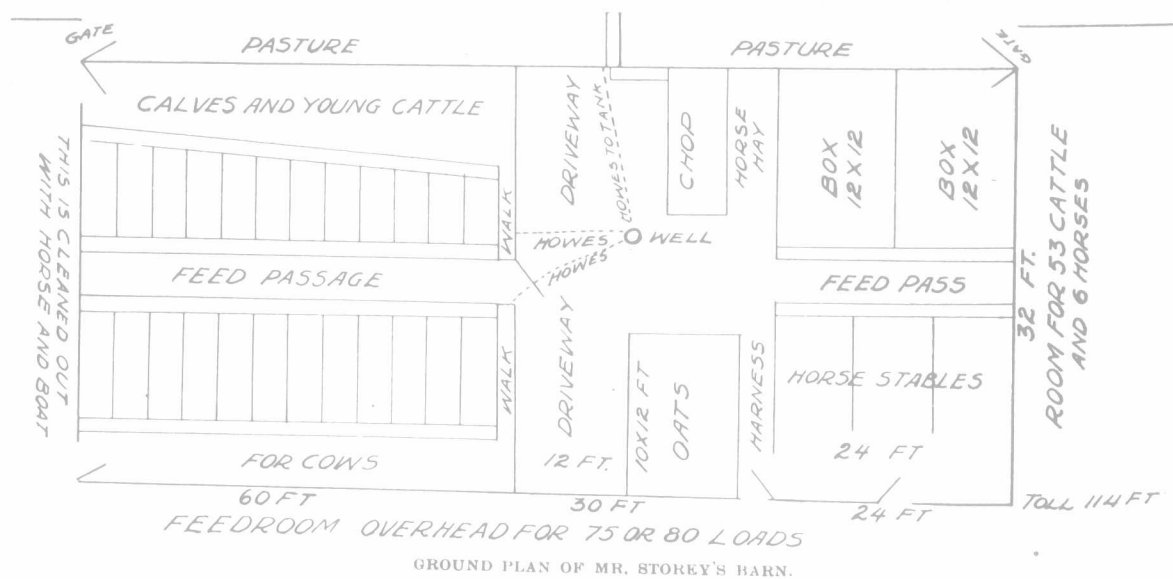 GATE
PASTURE
PASTURE
GATE
CALVES AND YOUNG CATTLE
DRIVEWAY
HOWES TO TANK
CHOP
HORSE
HAY
BOX
12X12
BOX
12X12
THIS IS CLEANED OUT
WITH HORSE AND BOAT
WALK
HOWES
WELL
HOWES
FEED PASSAGE
FEED PASS
32 FT.
ROOM FOR 53 CATTLE
AND 6 HORSES
WALK
DRIVEWAY
10X12 FT
OATS
HARNESS
HORSE STABLES
24 FT
FOR COWS
12 FT.
60 FT
30 FT
24 FT
TOLL 114 FT
FEEDROOM OVERHEAD FOR 75 OR 80 LOADS
GROUND PLAN OF MR. STOREY'S BARN.